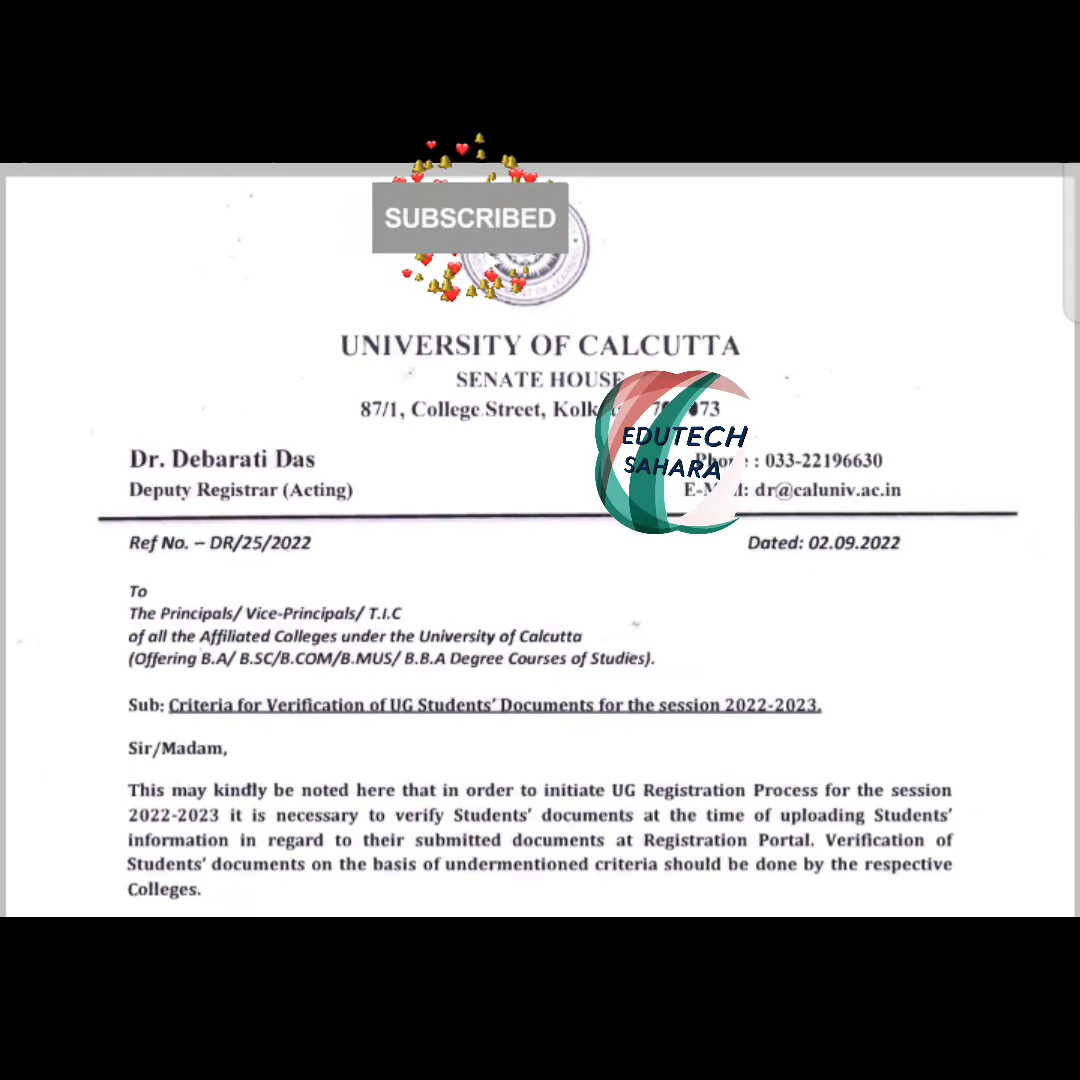 SUBSCRIBED
UNIVERSITY OF CALCUTTA
SENATE HOUSE
87/1, College Street, 73
EDUTECH
SAHARA
Dr. Debarati Das
: 033-22196630
Deputy Registrar (Acting)
dr@caluniv.ac.in
Ref No. – DR/25/2022
Dated: 02.09.2022
To
The Principals/ Vice-Principals/ T.I.C
of all the Affiliated Colleges under the University of Calcutta
(Offering B.A/ B.SC/B.COM/B.MUS/ B.B.A Degree Courses of Studies).
Sub: Criteria for Verification of UG Students' Documents for the session 2022-2023.
Sir/Madam,
This may kindly be noted here that in order to initiate UG Registration Process for the session
2022-2023 it is necessary to verify Students' documents at the time of uploading Students'
information in regard to their submitted documents at Registration Portal. Verification of
Students' documents on the basis of undermentioned criteria should be done by the respective
Colleges.